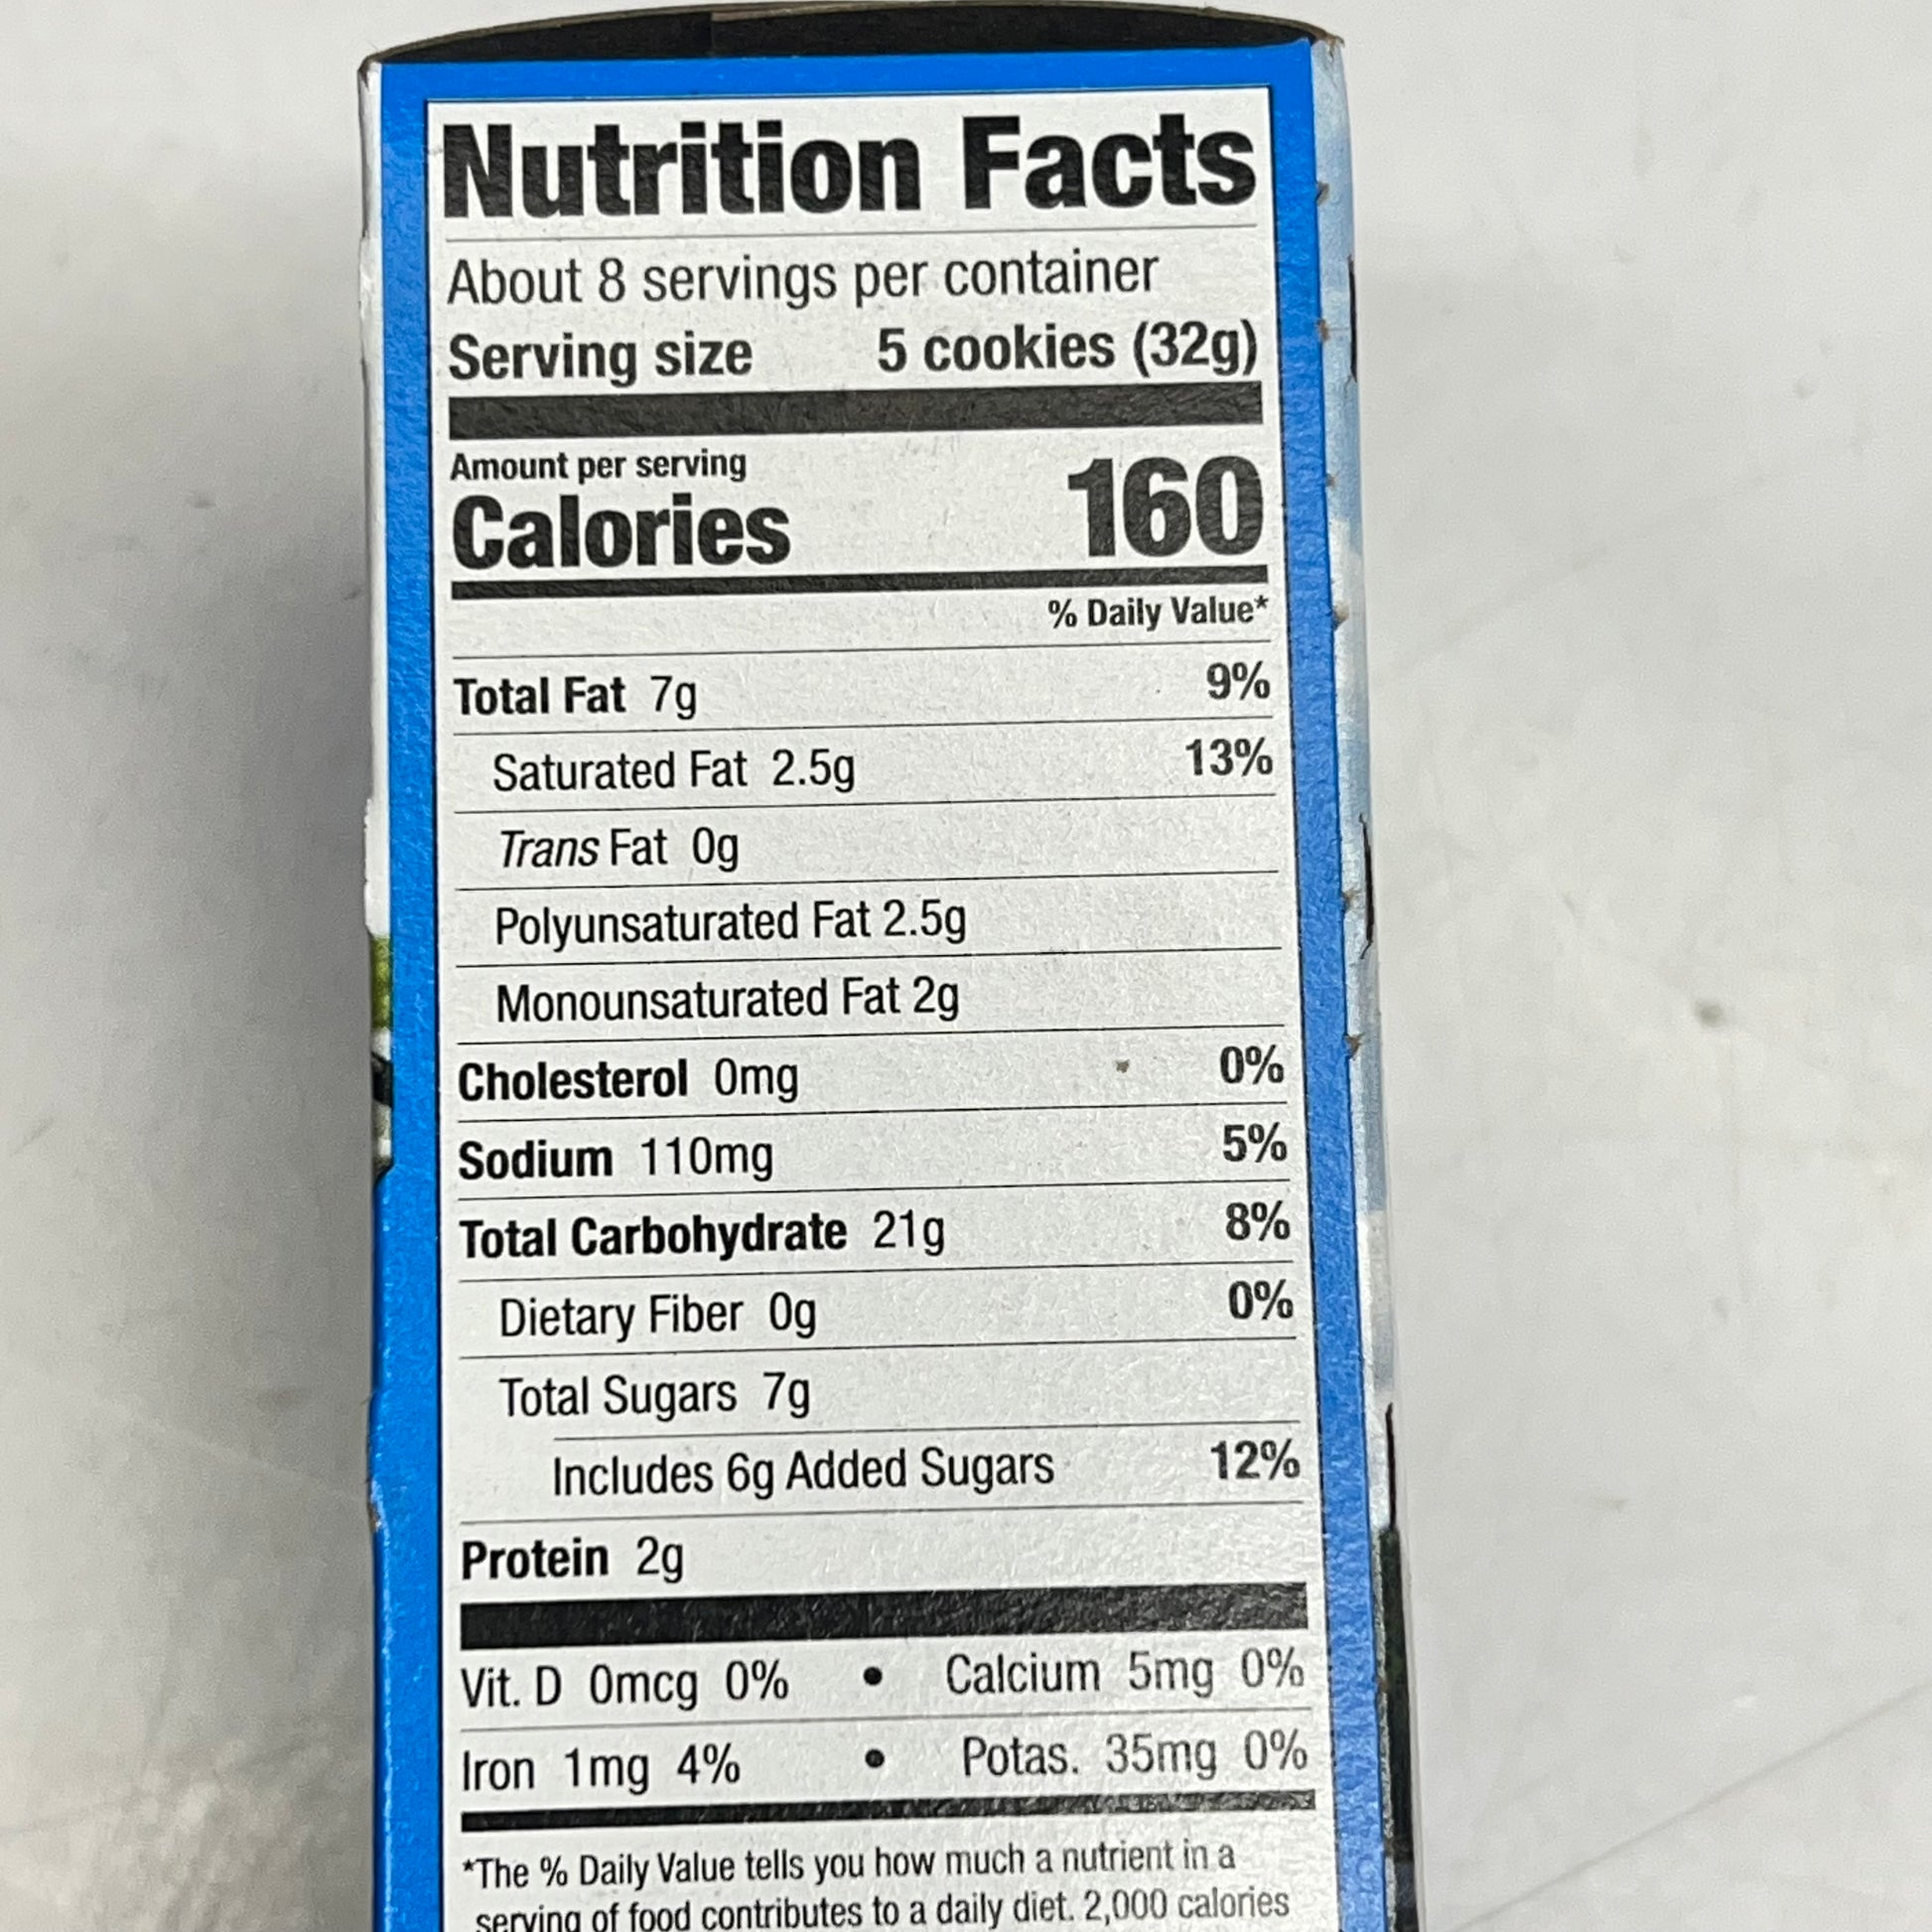 Nutrition Facts
About 8 servings per container
Serving size 5 cookies (32g)
Amount per serving
Calories 160
% Daily Value*
Total Fat 7g 9%
Saturated Fat 2.5g 13%
Trans Fat 0g
Polyunsaturated Fat 2.5g
Monounsaturated Fat 2g
Cholesterol 0mg 0%
Sodium 110mg 5%
Total Carbohydrate 21g 8%
Dietary Fiber 0g 0%
Total Sugars 7g
Includes 6g Added Sugars 12%
Protein 2g
Vit. D 0mcg 0% • Calcium 5mg 0%
Iron 1mg 4% • Potas. 35mg 0%
*The % Daily Value tells you how much a nutrient in a
serving of food contributes to a daily diet. 2,000 calories